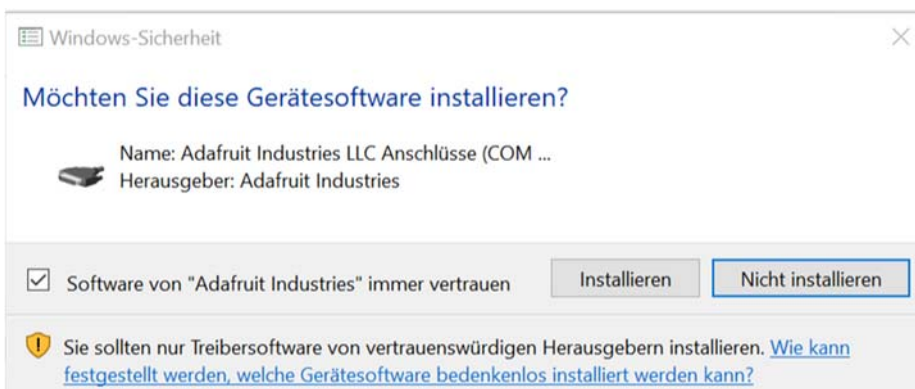 Windows-Sicherheit
Möchten Sie diese Gerätesoftware installieren?
Name: Adafruit Industries LLC Anschlüsse (COM ...
Herausgeber: Adafruit Industries
Software von "Adafruit Industries" immer vertrauen
Installieren
Nicht installieren
Sie sollten nur Treibersoftware von vertrauenswürdigen Herausgebern installieren. Wie kann
festgestellt werden, welche Gerätesoftware bedenkenlos installiert werden kann?